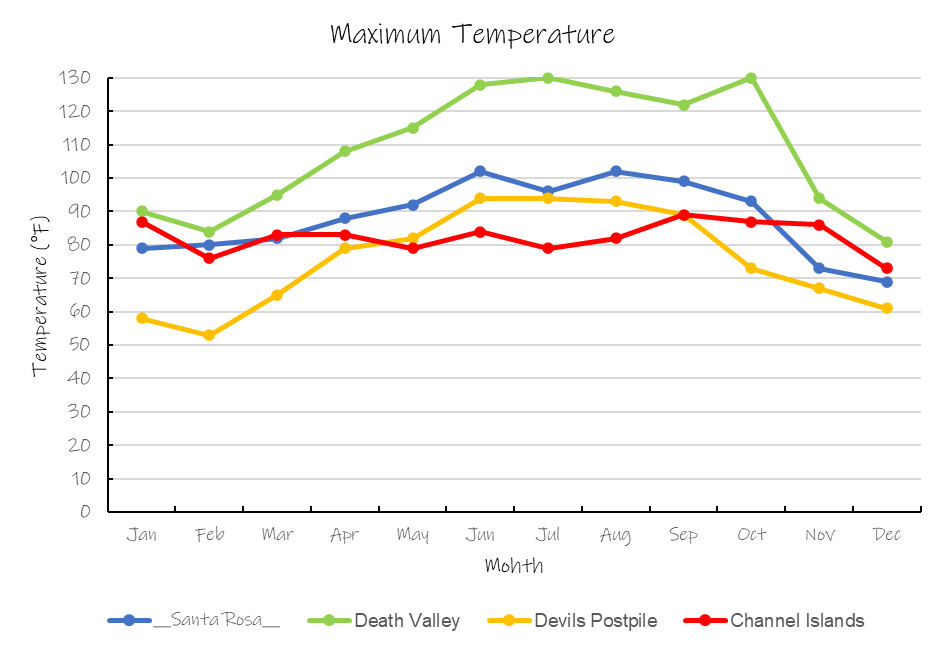 Maximum Temperature
130
120
110
100
90
80
70
60
50
40
30
20
10
0
Temperature (°F)
Jan Feb Mar Apr May Jun Jul Aug Sep Oct Nov Dec
Month
__Santa Rosa__ Death Valley Devils Postpile Channel Islands